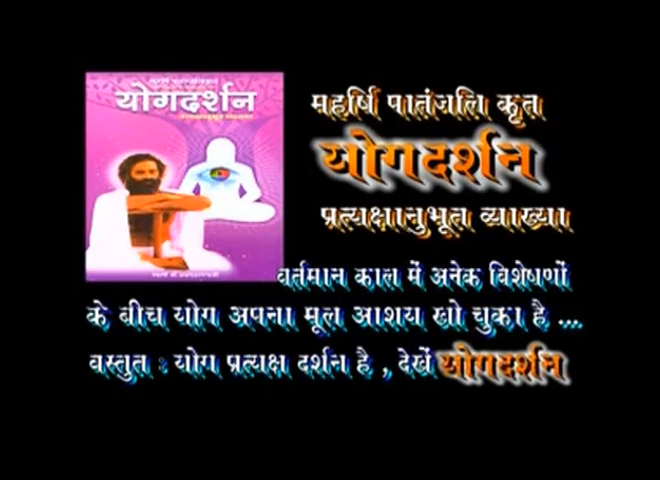 योगदर्शन
महर्षि पातंजलि कृत
योगदर्शन
प्रत्यक्षानुभूत व्याख्या
वर्तमान काल में अनेक विशेषणों
के बीच योग अपना मूल आशय खो चुका है ....
वस्तुत : योग प्रत्यक्ष दर्शन है , देखें योगदर्शन